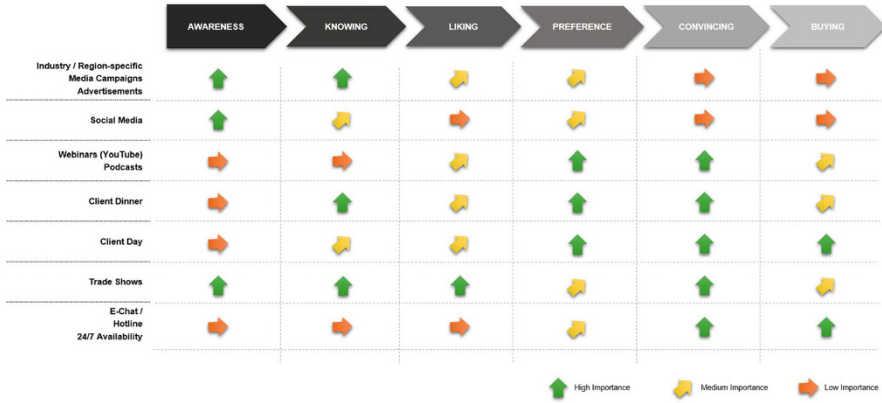 AWARENESS
KNOWING
LIKING
PREFERENCE
CONVINCING
BUYING
Industry / Region-specific
Media Campaigns
Advertisements
Social Media
Webinars (YouTube)
Podcasts
Client Dinner
Client Day
Trade Shows
E-Chat /
Hotline
24/7 Availability
High Importance
Medium Importance
Low Importance